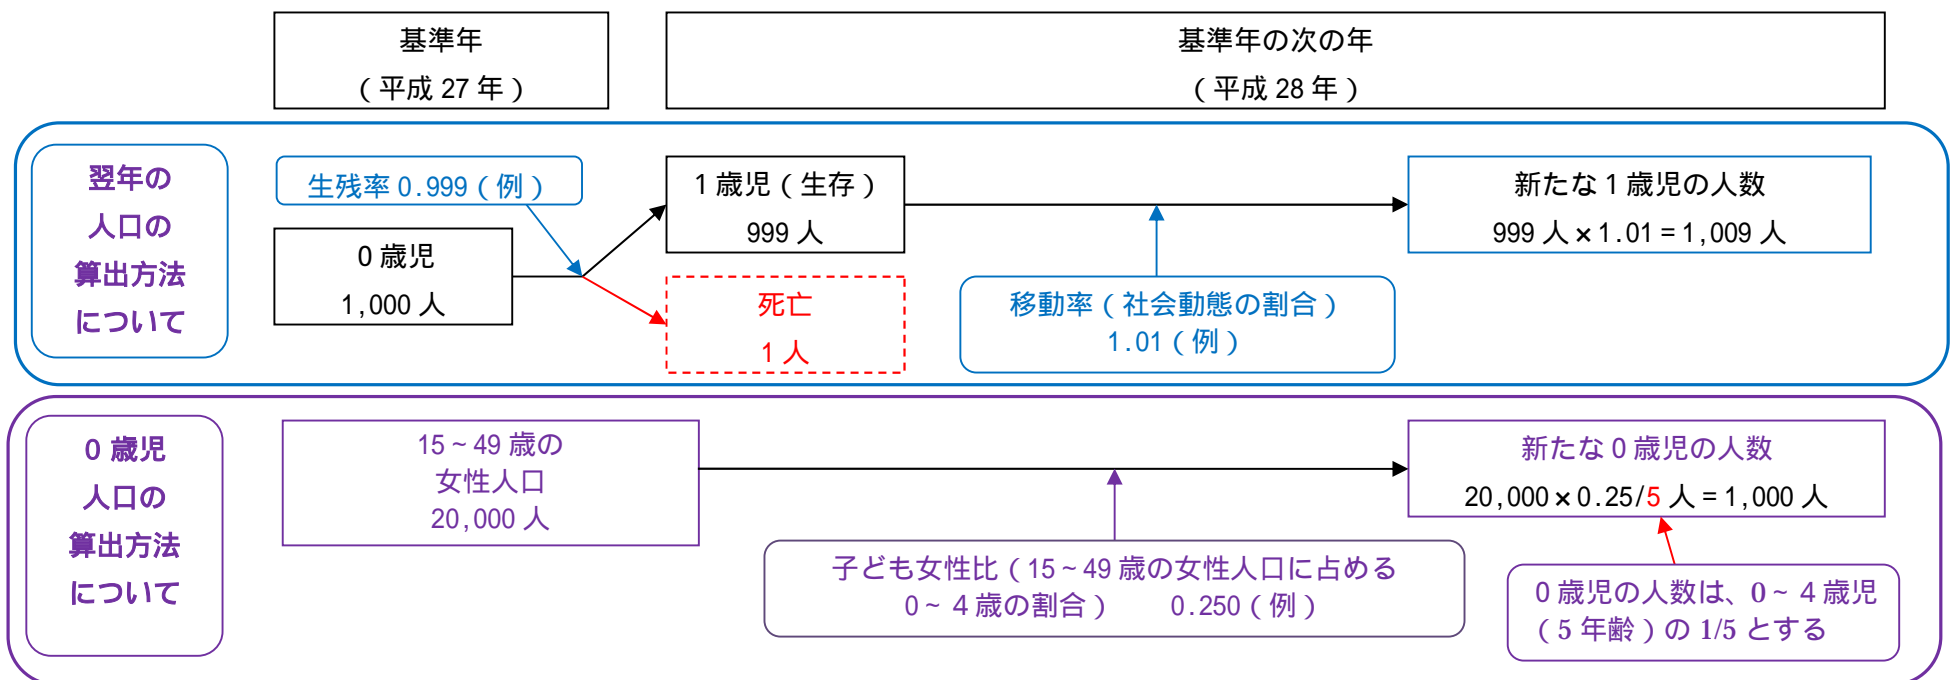 基準年
（平成 27 年）
基準年の次の年
（平成 28 年）
翌年の
人口の
算出方法
について
生残率 0.999（例）
0 歳児
1,000 人
1 歳児（生存）
999 人
死亡
1 人
移動率（社会動態の割合）
1.01（例）
新たな 1 歳児の人数
999 人×1.01＝1,009 人
0 歳児
人口の
算出方法
について
15～49 歳の
女性人口
20,000 人
子ども女性比（15～49 歳の女性人口に占める
0～4 歳の割合）　　0.250（例）
新たな 0 歳児の人数
20,000×0.25/5 人＝1,000 人
0 歳児の人数は、0～4 歳児
（5 年齢）の 1/5 とする